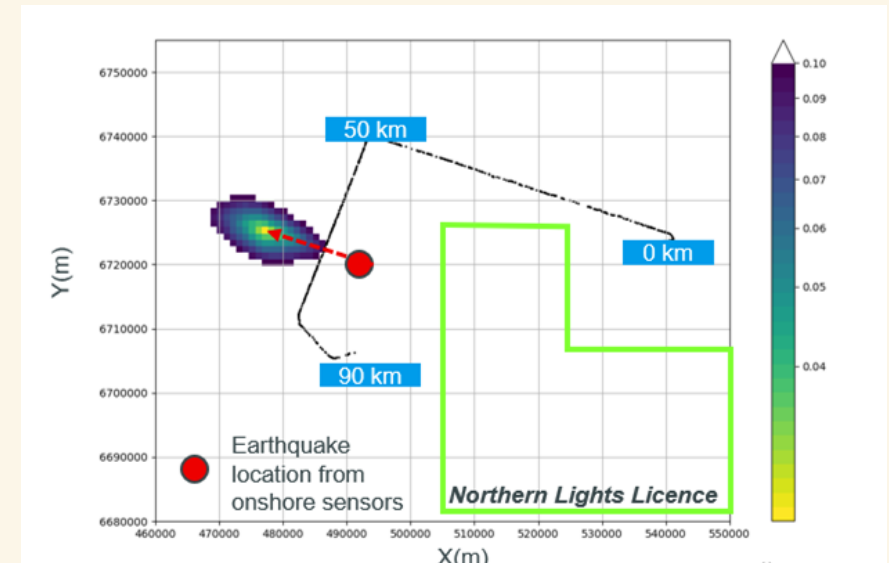 6750000
6740000
6730000
6720000
6710000
6700000
6690000
6680000
Y(m)
460000 470000 480000 490000 500000 510000 520000 530000 540000 550000
X(m)
50 km
0 km
90 km
Earthquake
location from
onshore sensors
Northern Lights Licence
0.10
0.09
0.08
0.07
0.06
0.05
0.04